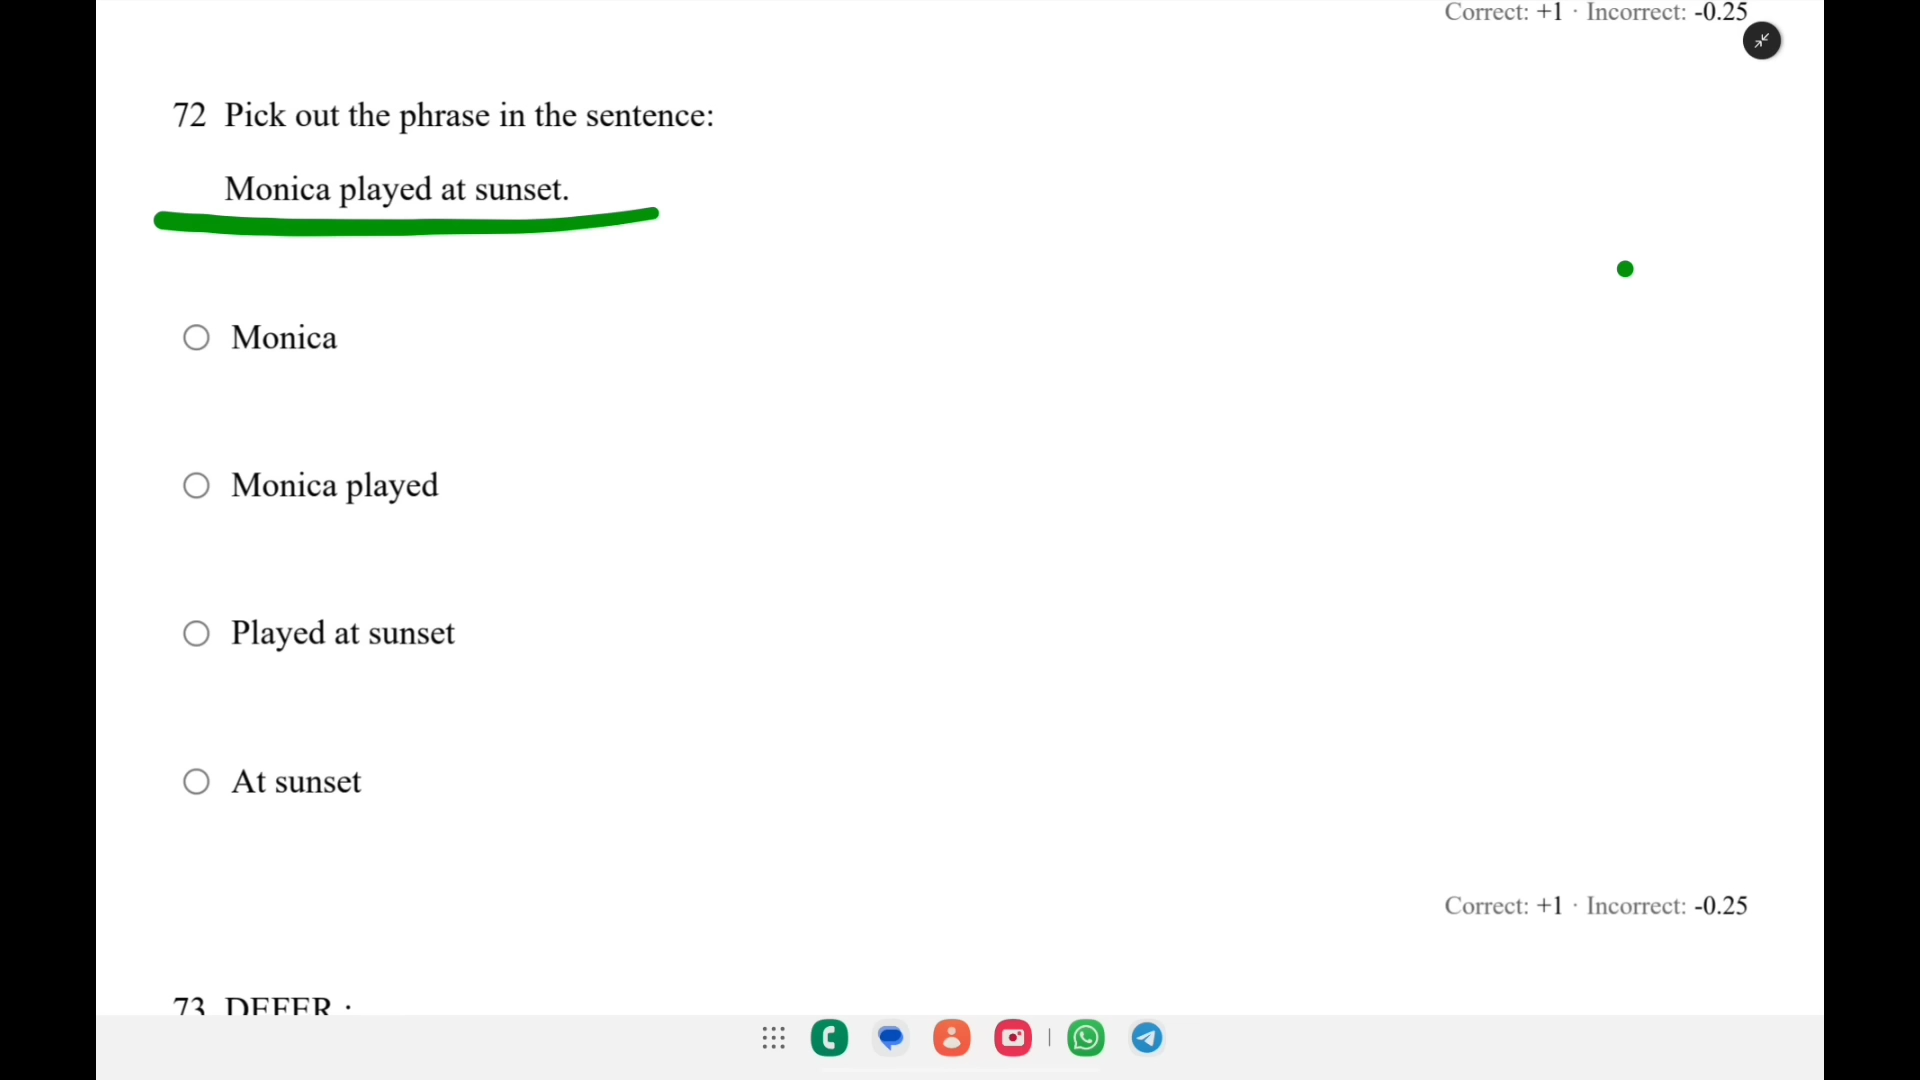 Correct: +1 · Incorrect: -0.25
72 Pick out the phrase in the sentence:
Monica played at sunset.
Monica
Monica played
Played at sunset
At sunset
Correct: +1 · Incorrect: -0.25
73 DEFER :